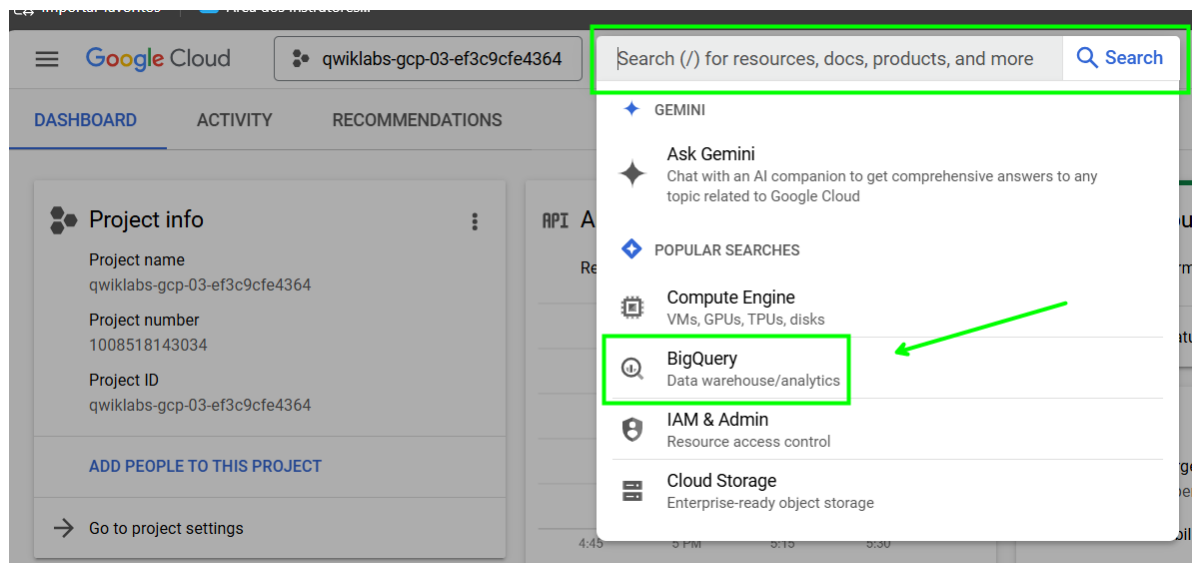 Importar favoritos
Google Cloud
qwiklabs-gcp-03-ef3c9cfe4364
Search (/) for resources, docs, products, and more
Search
DASHBOARD
ACTIVITY
RECOMMENDATIONS
GEMINI
Ask Gemini
Chat with an AI companion to get comprehensive answers to any
topic related to Google Cloud
POPULAR SEARCHES
Compute Engine
VMs, GPUs, TPUs, disks
BigQuery
Data warehouse/analytics
IAM & Admin
Resource access control
Cloud Storage
Enterprise-ready object storage
Project info
Project name
qwiklabs-gcp-03-ef3c9cfe4364
Project number
1008518143034
Project ID
qwiklabs-gcp-03-ef3c9cfe4364
ADD PEOPLE TO THIS PROJECT
Go to project settings
API A
Re
4:45
5 PM
5:15
5:30